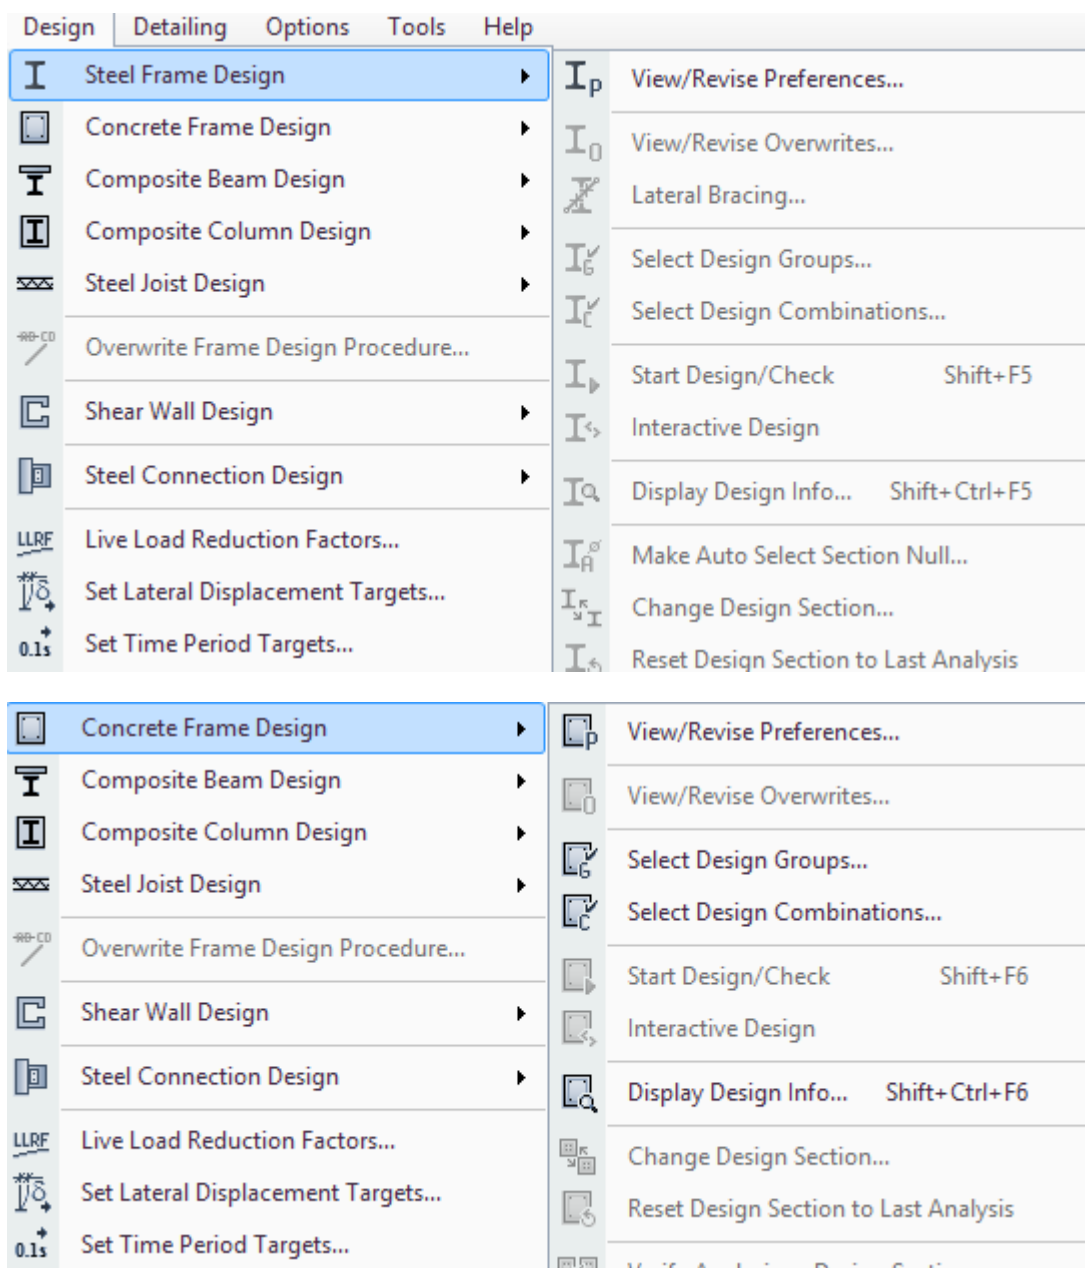 Design Detailing Options Tools Help
Steel Frame Design
Concrete Frame Design
Composite Beam Design
Composite Column Design
Steel Joist Design
Overwrite Frame Design Procedure...
Shear Wall Design
Steel Connection Design
LLRF Live Load Reduction Factors...
Set Lateral Displacement Targets...
0.1s Set Time Period Targets...
View/Revise Preferences...
View/Revise Overwrites...
Lateral Bracing...
Select Design Groups...
Select Design Combinations...
Start Design/Check Shift+F5
Interactive Design
Display Design Info... Shift+Ctrl+F5
Make Auto Select Section Null...
Change Design Section...
Reset Design Section to Last Analysis
Concrete Frame Design
Composite Beam Design
Composite Column Design
Steel Joist Design
Overwrite Frame Design Procedure...
Shear Wall Design
Steel Connection Design
LLRF Live Load Reduction Factors...
Set Lateral Displacement Targets...
0.1s Set Time Period Targets...
View/Revise Preferences...
View/Revise Overwrites...
Select Design Groups...
Select Design Combinations...
Start Design/Check Shift+F6
Interactive Design
Display Design Info... Shift+Ctrl+F6
Change Design Section...
Reset Design Section to Last Analysis